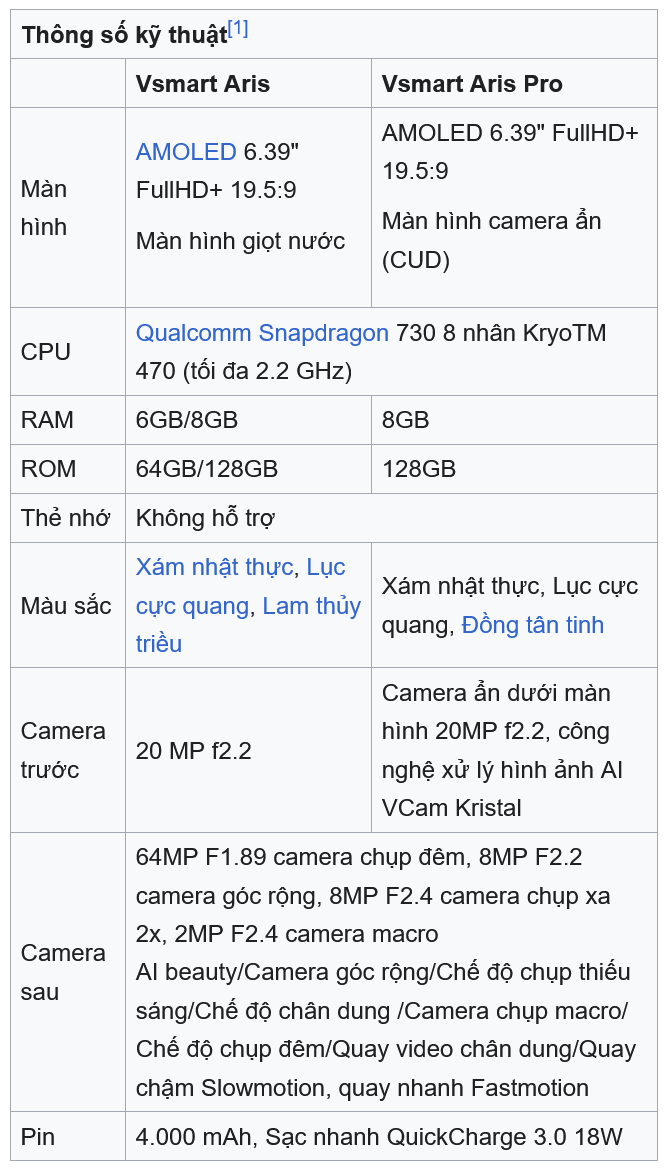 Thông số kỹ thuật[1]
Vsmart Aris
Vsmart Aris Pro
Màn
hình
AMOLED 6.39"
FullHD+ 19.5:9
Màn hình giọt nước
AMOLED 6.39" FullHD+
19.5:9
Màn hình camera ẩn
(CUD)
CPU
Qualcomm Snapdragon 730 8 nhân KryoTM
470 (tối đa 2.2 GHz)
RAM
6GB/8GB
8GB
ROM
64GB/128GB
128GB
Thẻ nhớ
Không hỗ trợ
Màu sắc
Xám nhật thực, Lục
cực quang, Lam thủy
triều
Xám nhật thực, Lục cực
quang, Đồng tân tinh
Camera
trước
20 MP f2.2
Camera ẩn dưới màn
hình 20MP f2.2, công
nghệ xử lý hình ảnh AI
VCam Kristal
Camera
sau
64MP F1.89 camera chụp đêm, 8MP F2.2
camera góc rộng, 8MP F2.4 camera chụp xa
2x, 2MP F2.4 camera macro
AI beauty/Camera góc rộng/Chế độ chụp thiếu
sáng/Chế độ chân dung /Camera chụp macro/
Chế độ chụp đêm/Quay video chân dung/Quay
chậm Slowmotion, quay nhanh Fastmotion
Pin
4.000 mAh, Sạc nhanh QuickCharge 3.0 18W